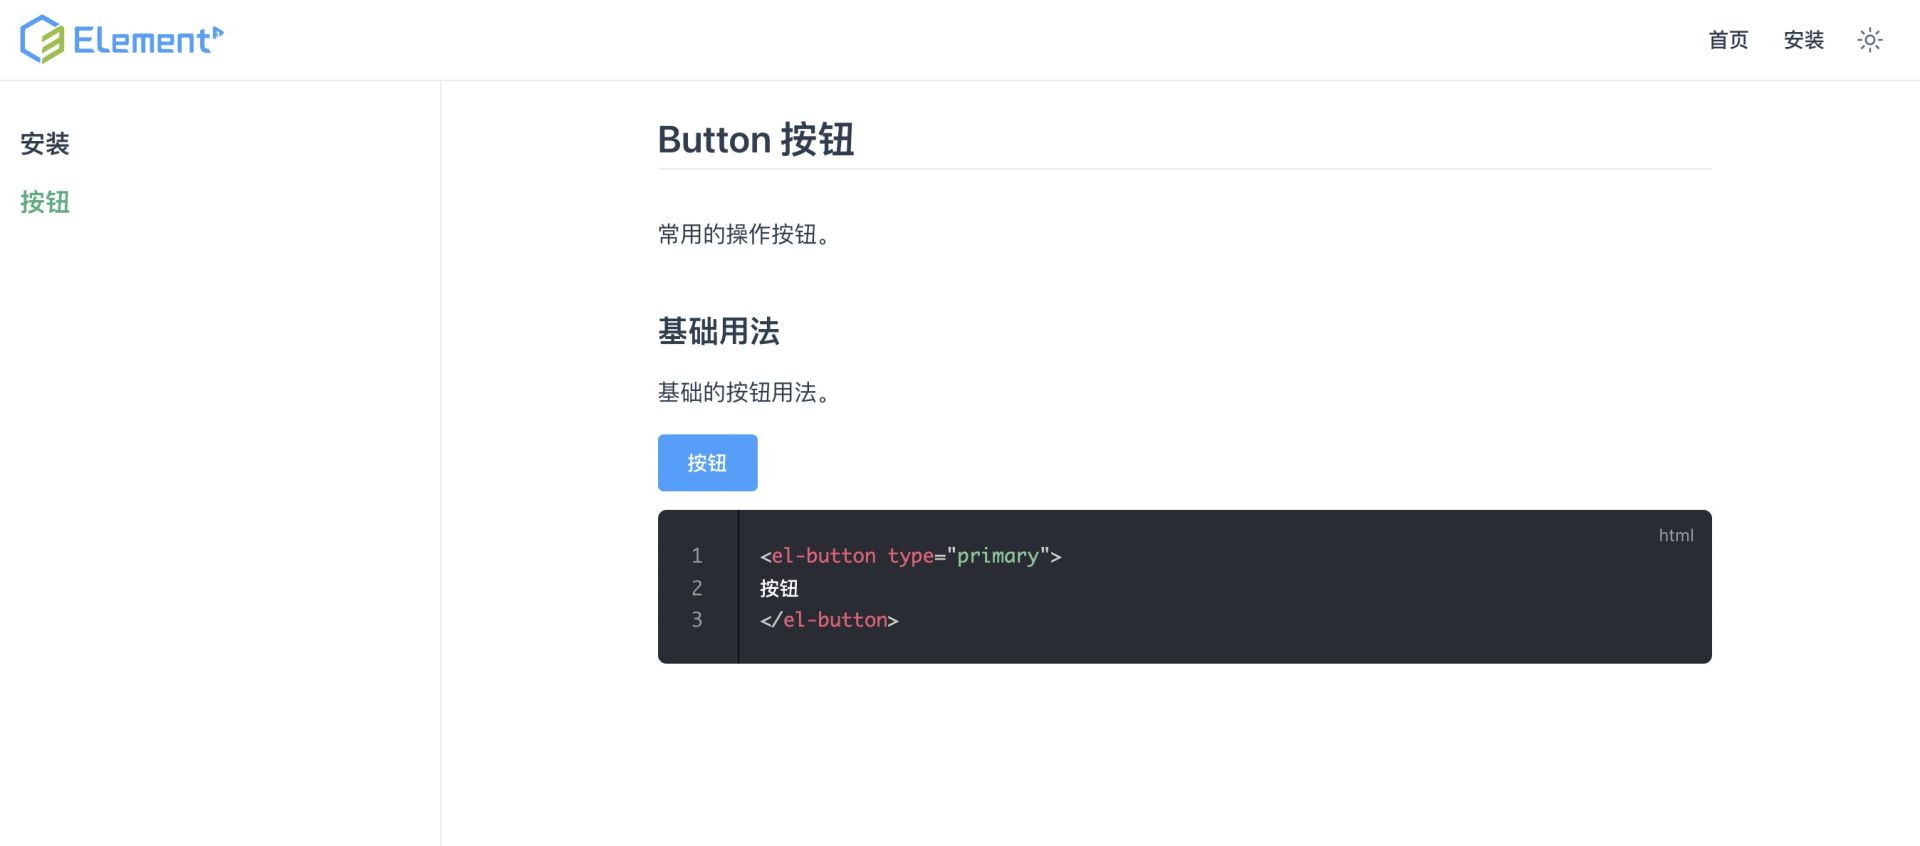 Element3
首页 安装
安装
按钮
Button 按钮
常用的操作按钮。
基础用法
基础的按钮用法。
按钮
html
1 <el-button type="primary">
2 按钮
3 </el-button>